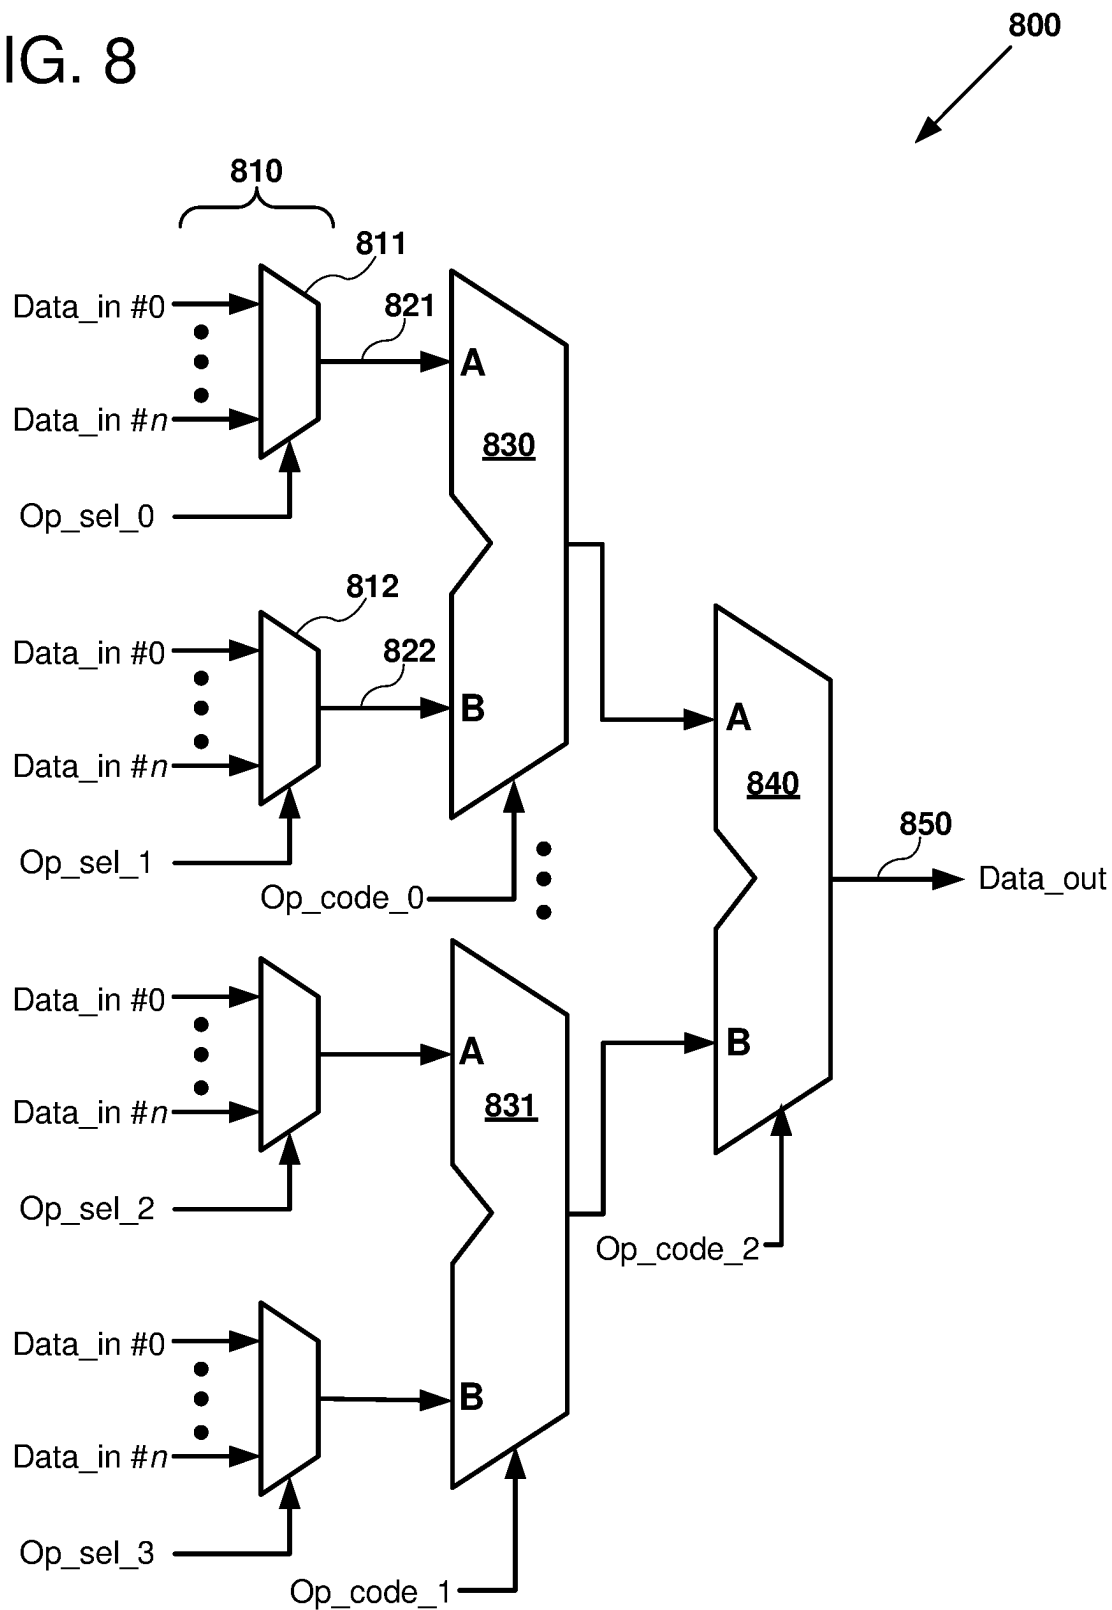 IG. 8
800
810
811
Data_in #0
821
A
Data_in #n
830
Op_sel_0
812
Data_in #0
822
B
Data_in #n
A
840
850
Op_sel_1
Data_out
Op_code_0
Data_in #0
A
B
831
Data_in #n
Op_sel_2
Op_code_2
Data_in #0
B
Data_in #n
Op_sel_3
Op_code_1